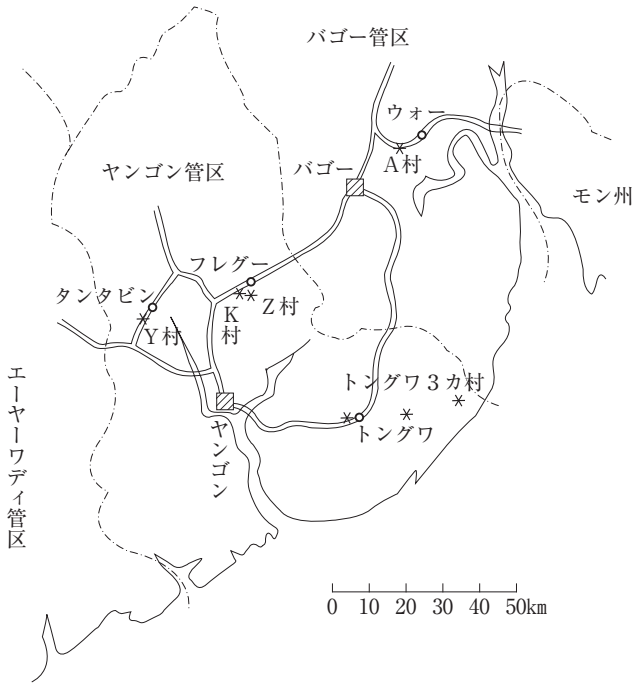 バゴー管区
ウォー
A村
ヤンゴン管区
バゴー
モン州
フレグー
タンタビン
Z村
K村
Y村
トングワ3カ村
エーヤーワディ管区
トングワ
ヤンゴン
0 10 20 30 40 50km